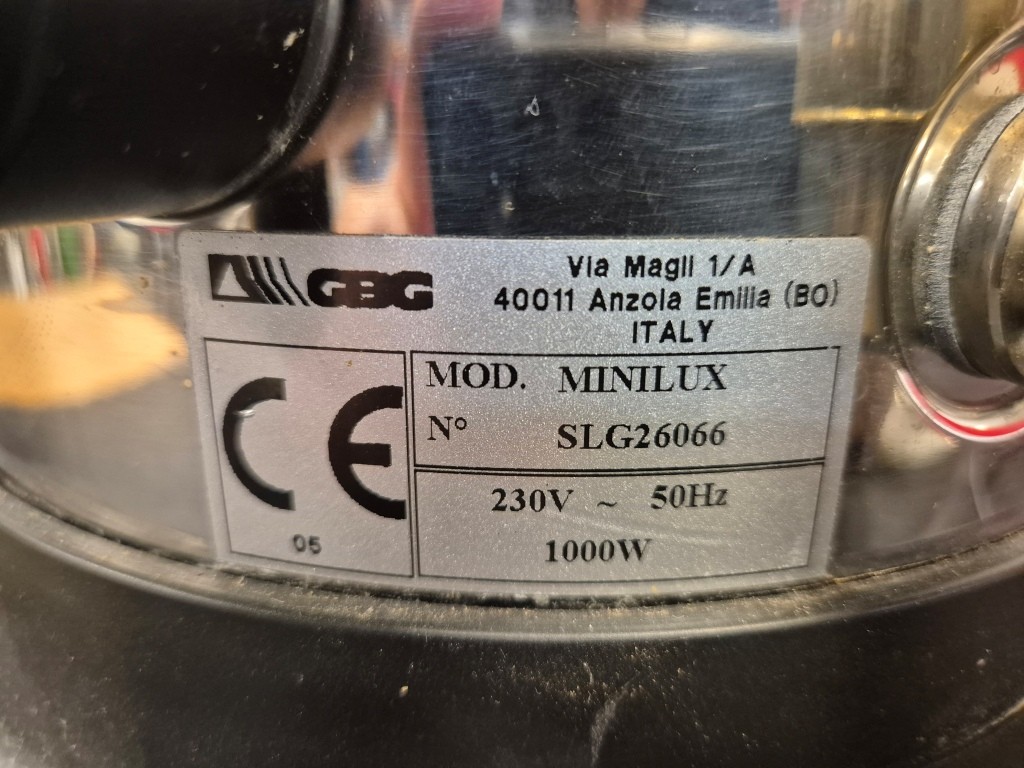 GBG
Via Magli 1/A
40011 Anzola Emilia (BO)
ITALY
CE
05
MOD. MINILUX
N° SLG26066
230V ~ 50Hz
1000W